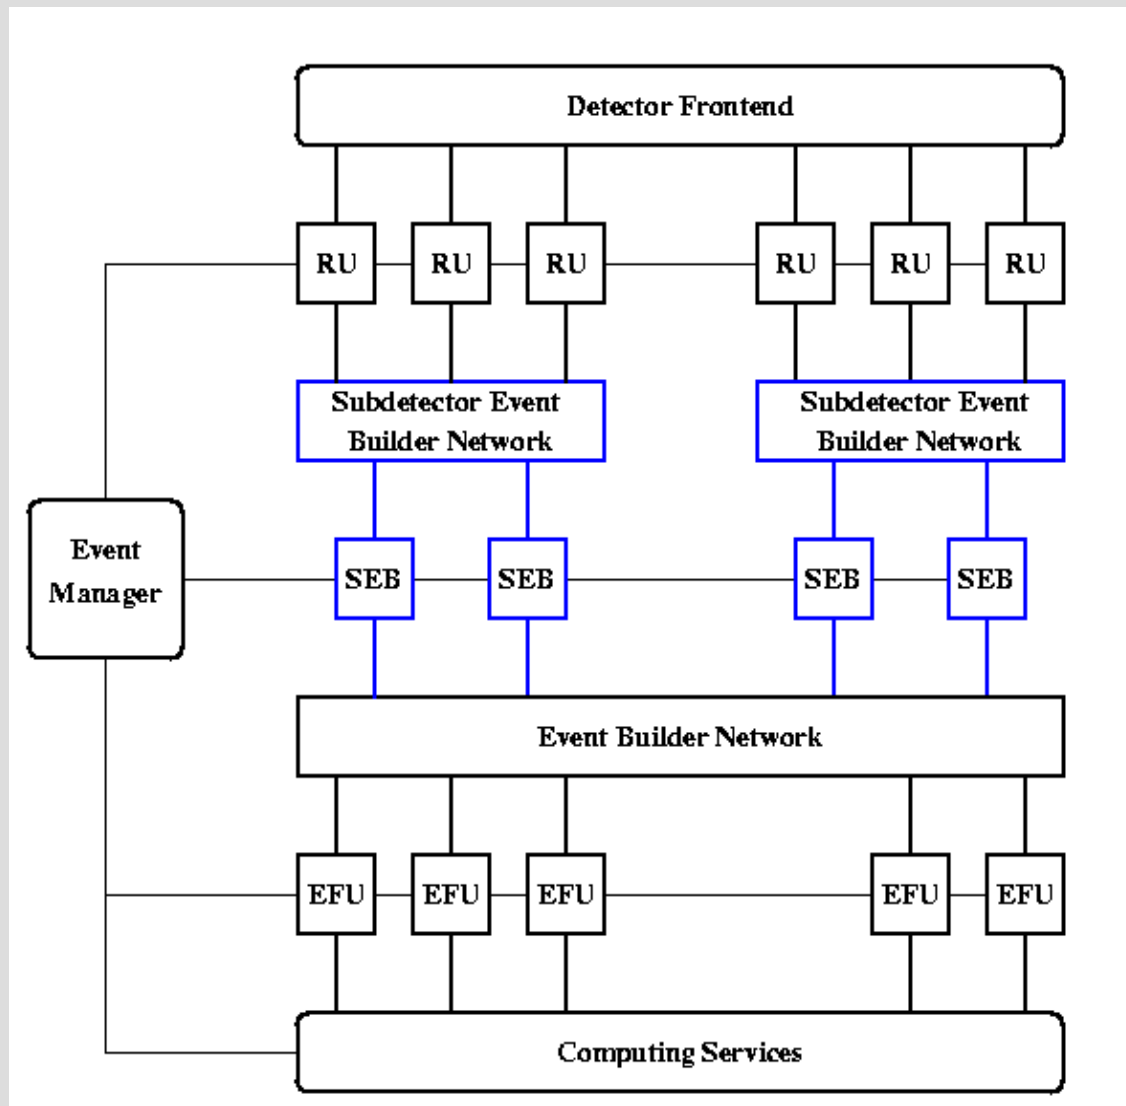 Detector Frontend
RU RU RU RU RU RU
Subdetector Event
Builder Network
Subdetector Event
Builder Network
Event
Manager
SEB SEB SEB SEB
Event Builder Network
EFU EFU EFU EFU EFU
Computing Services